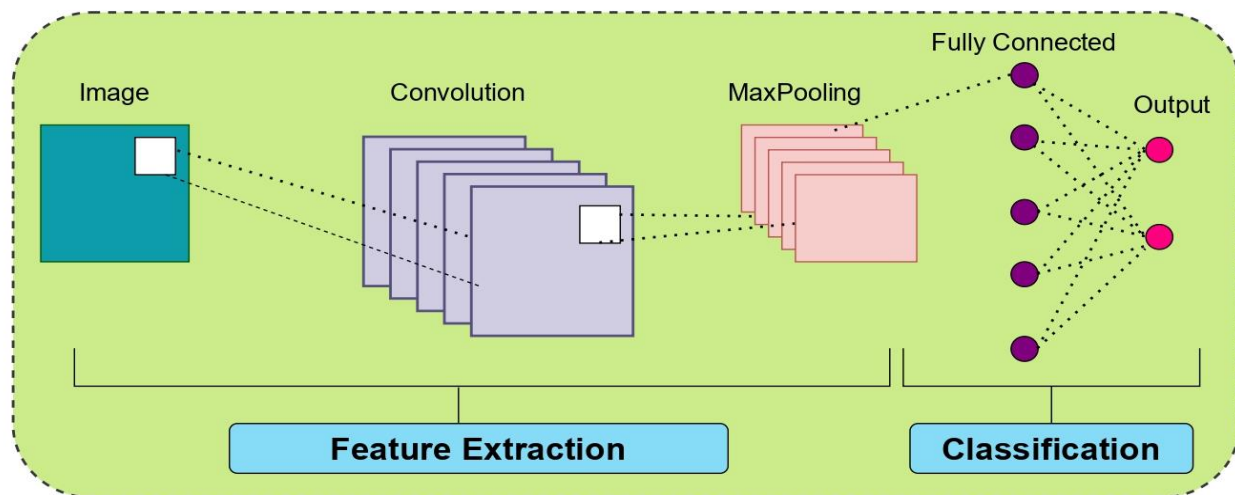 Fully Connected
Image
Convolution
MaxPooling
Output
Feature Extraction
Classification